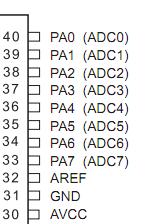 40 PA0 (ADC0)
39 PA1 (ADC1)
38 PA2 (ADC2)
37 PA3 (ADC3)
36 PA4 (ADC4)
35 PA5 (ADC5)
34 PA6 (ADC6)
33 PA7 (ADC7)
32 AREF
31 GND
30 AVCC